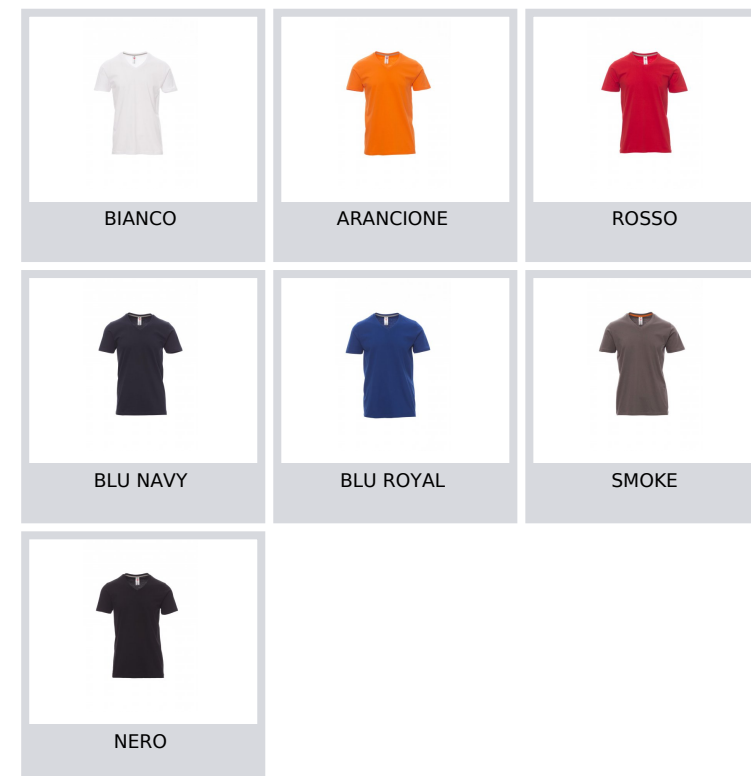 BIANCO
ARANCIONE
ROSSO
BLU NAVY
BLU ROYAL
SMOKE
NERO